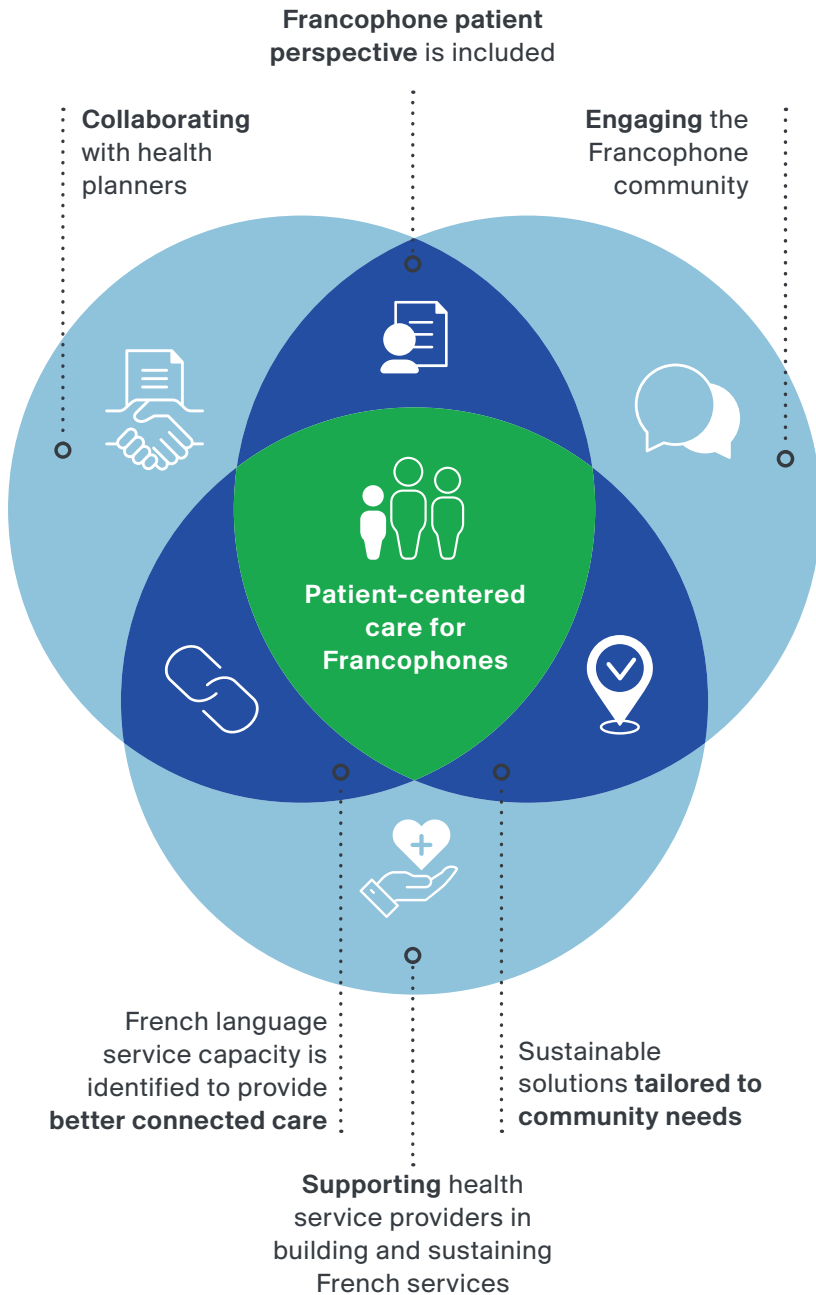 Francophone patient
perspective is included
Collaborating
with health
planners
Engaging the
Francophone
community
Patient-centered
care for
Francophones
French language
service capacity is
identified to provide
better connected care
Sustainable
solutions tailored to
community needs
Supporting health
service providers in
building and sustaining
French services